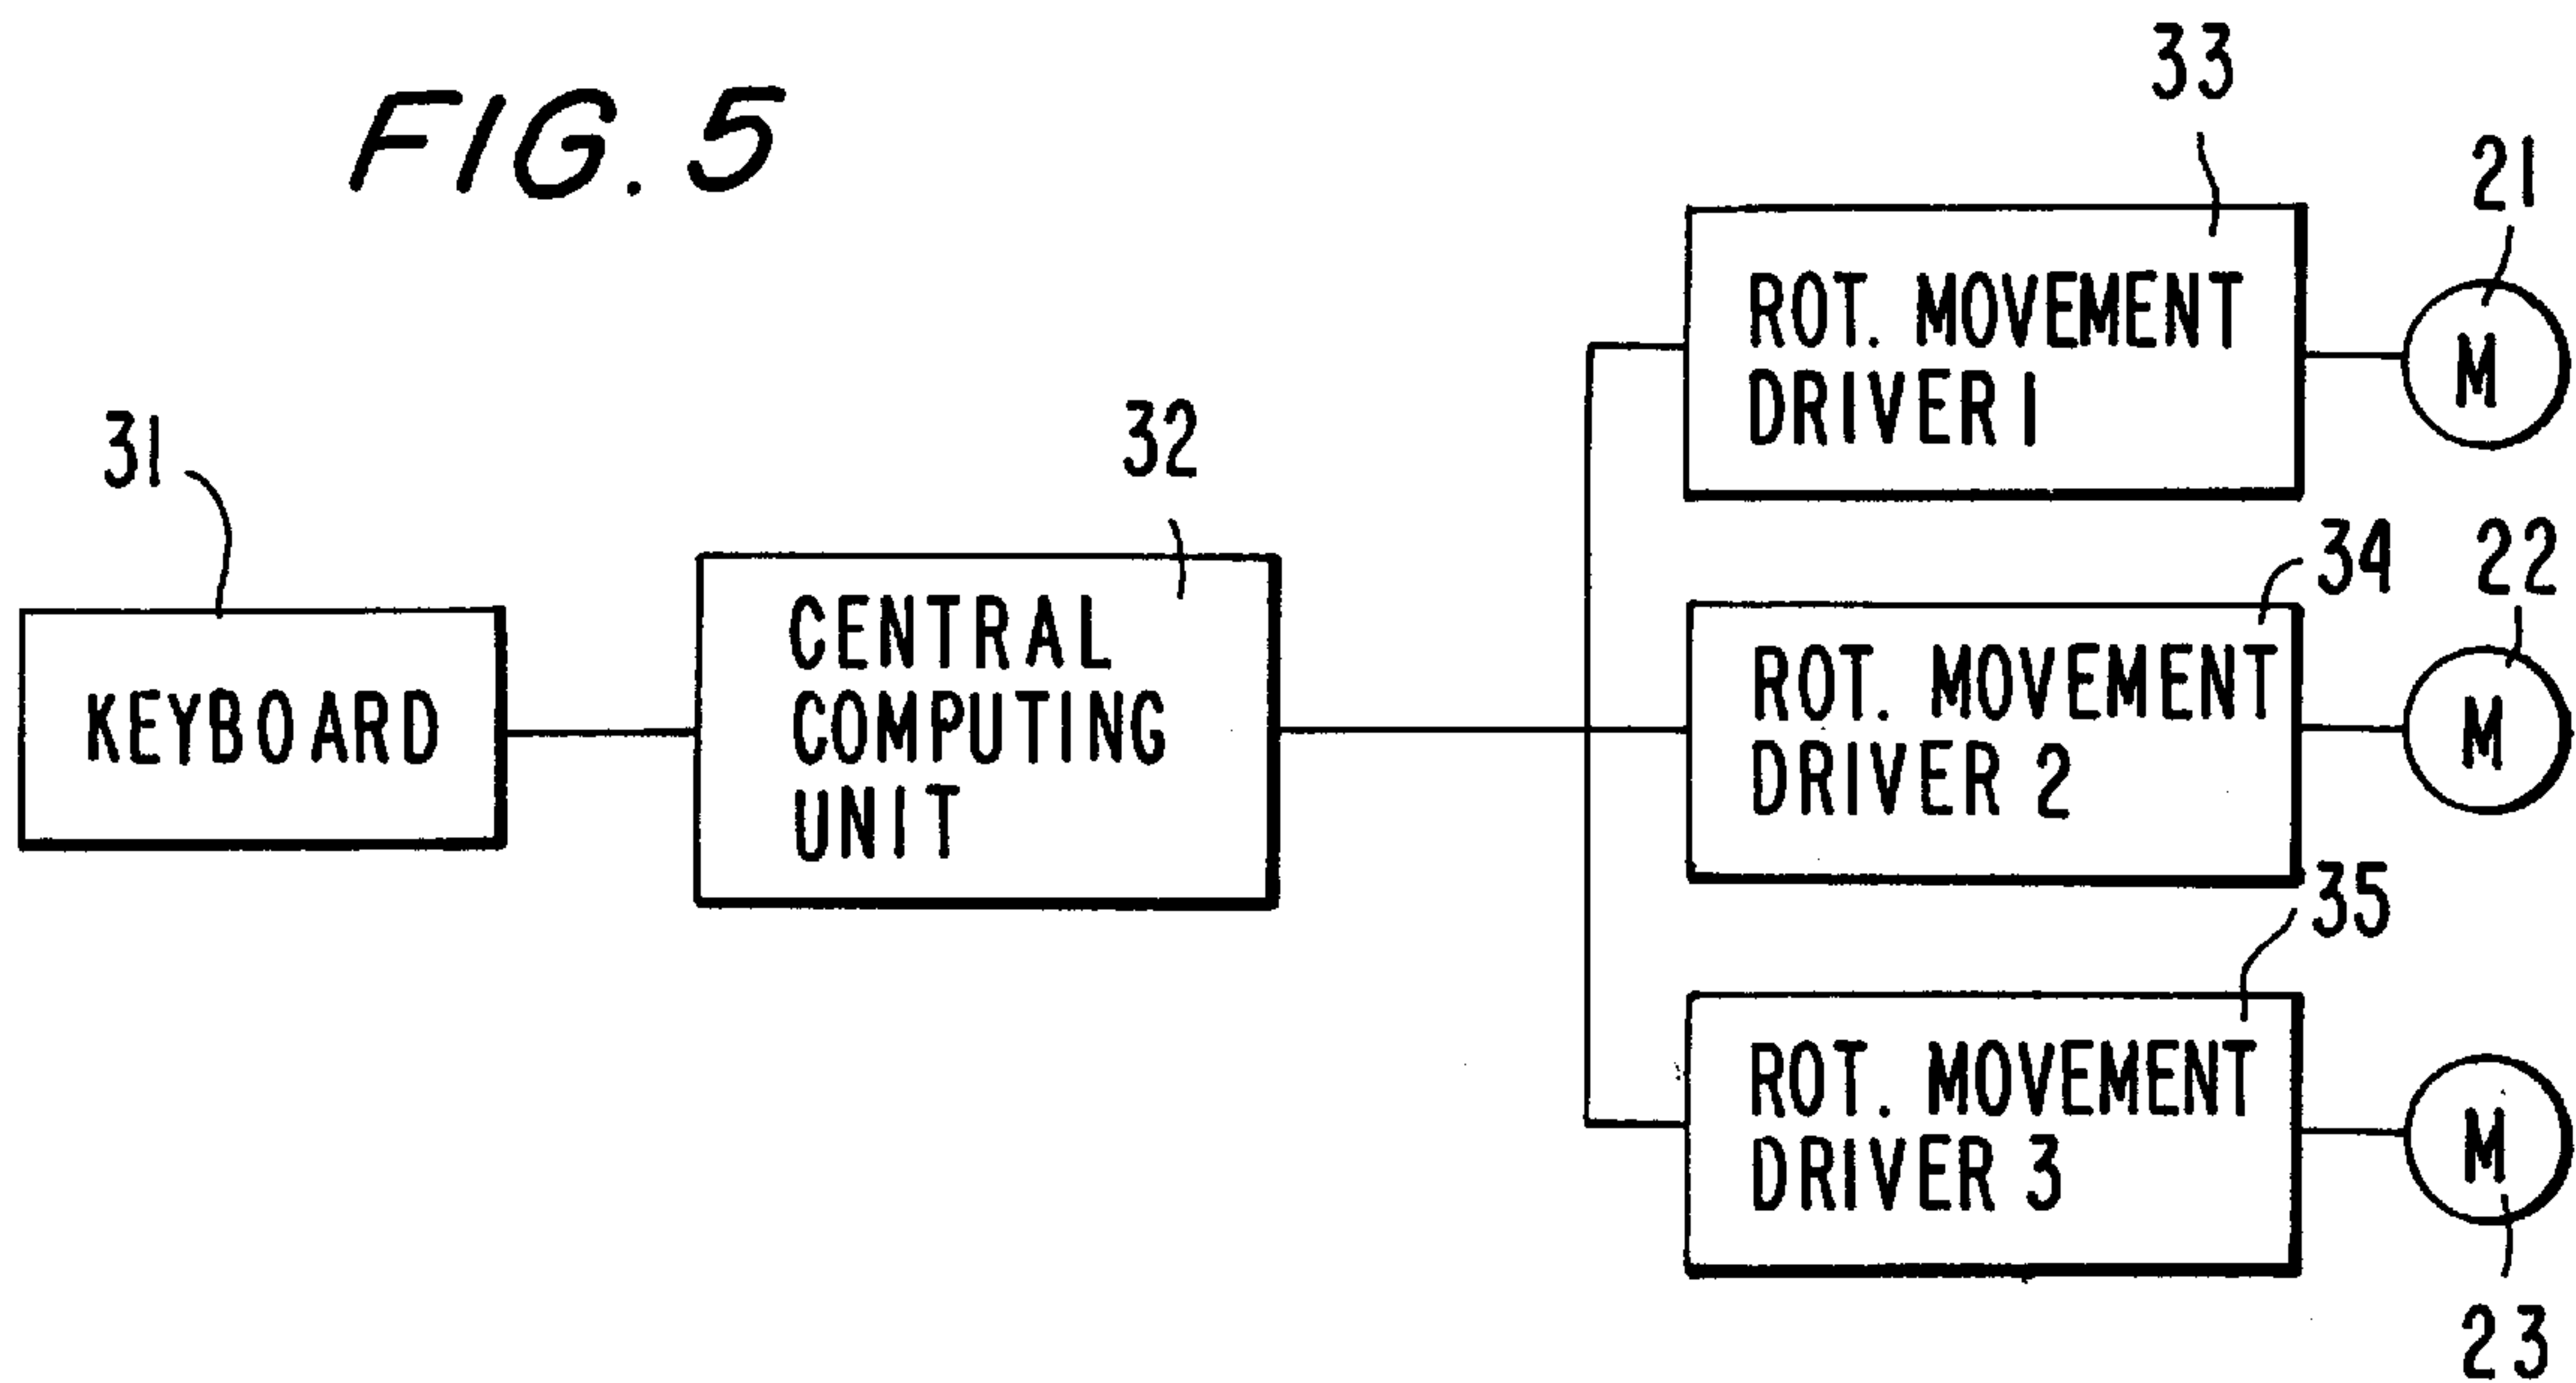 FIG. 5
33
21
ROT. MOVEMENT
DRIVER 1
M
31
32
34
22
KEYBOARD
CENTRAL
COMPUTING
UNIT
ROT. MOVEMENT
DRIVER 2
M
35
ROT. MOVEMENT
DRIVER 3
M
23